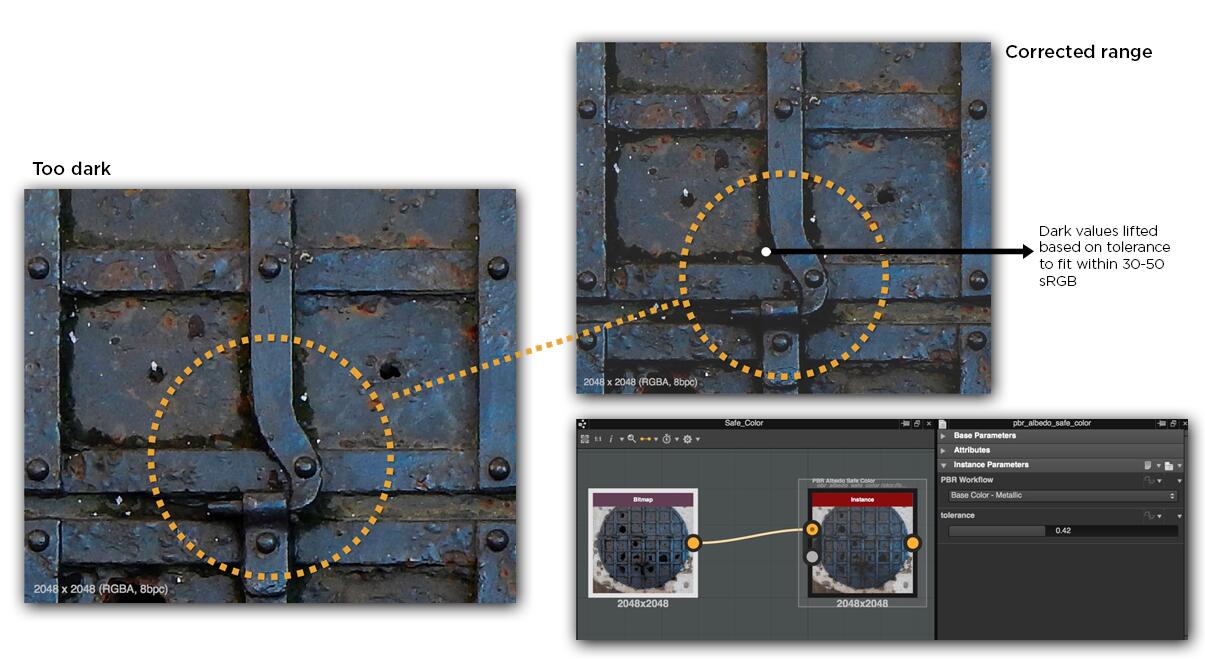 Corrected range
Too dark
Dark values lifted
based on tolerance
to fit within 30-50
sRGB
2048 x 2048 (RGBA, 8bpc)
2048 x 2048 (RGBA, 8bpc)
Safe_Color
1:1
PBR Albedo Safe Color
Bitmap
Instance
2048x2048
2048x2048
pbr_albedo_safe_color
Base Parameters
Attributes
Instance Parameters
PBR Workflow
Base Color - Metallic
tolerance
0.42